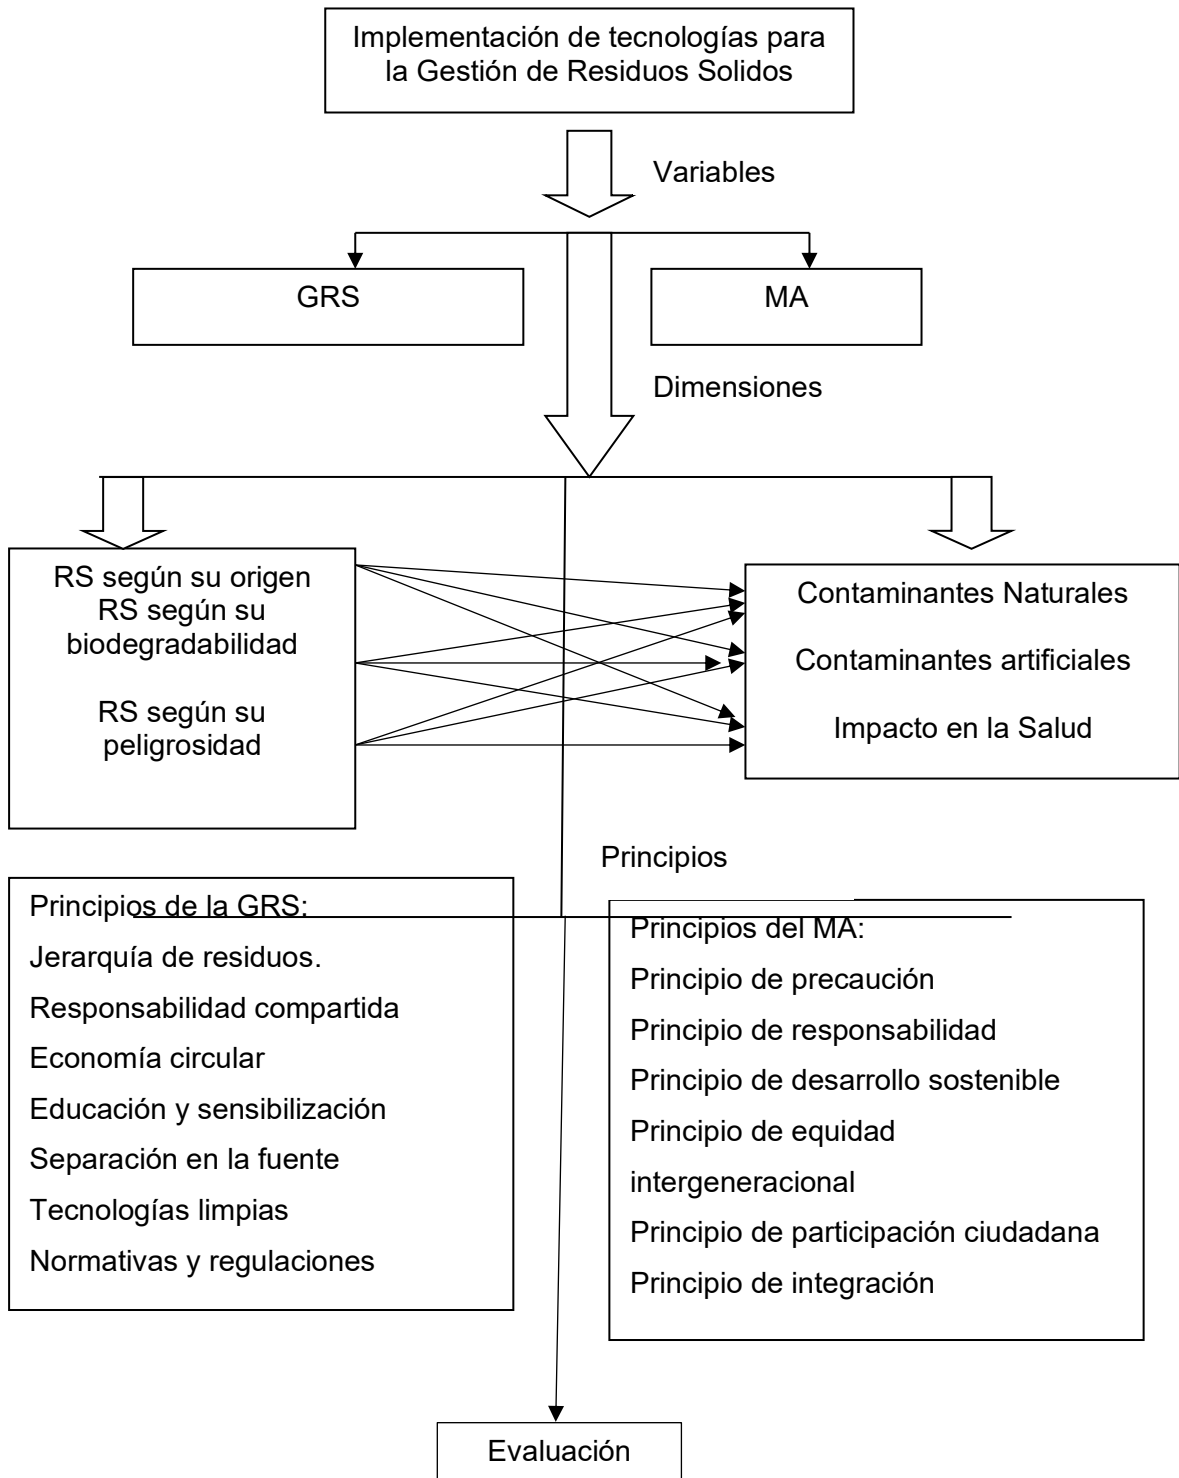 Implementación de tecnologías para
la Gestión de Residuos Solidos
Variables
GRS
MA
Dimensiones
RS según su origen
RS según su
biodegradabilidad
RS según su
peligrosidad
Contaminantes Naturales
Contaminantes artificiales
Impacto en la Salud
Principios
Principios de la GRS:
Jerarquía de residuos.
Responsabilidad compartida
Economía circular
Educación y sensibilización
Separación en la fuente
Tecnologías limpias
Normativas y regulaciones
Principios del MA:
Principio de precaución
Principio de responsabilidad
Principio de desarrollo sostenible
Principio de equidad
intergeneracional
Principio de participación ciudadana
Principio de integración
Evaluación